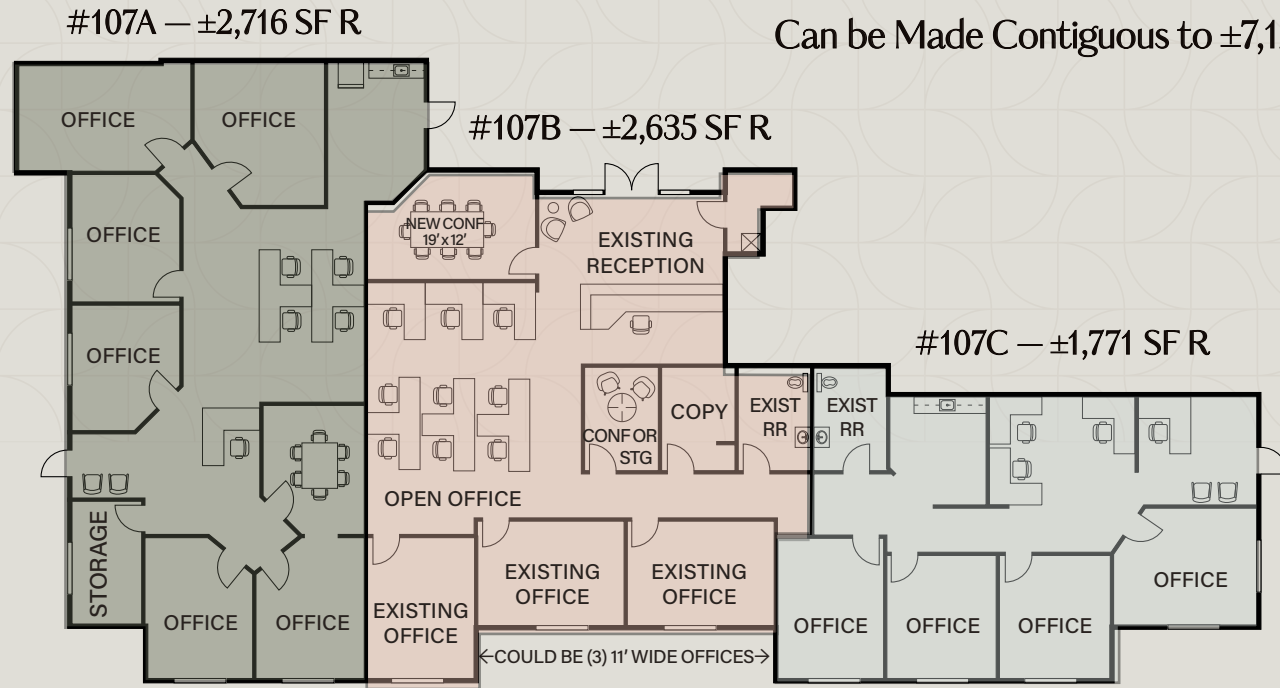 #107A — ±2,716 SF R
Can be Made Contiguous to ±7,1
#107B — ±2,635 SF R
#107C — ±1,771 SF R
OFFICE
OFFICE
OFFICE
OFFICE
STORAGE
OFFICE
OFFICE
NEW CONF
19' x 12'
EXISTING
RECEPTION
CONF OR
STG
COPY
EXIST
RR
EXIST
RR
OPEN OFFICE
EXISTING
OFFICE
EXISTING
OFFICE
EXISTING
OFFICE
←COULD BE (3) 11' WIDE OFFICES→
OFFICE
OFFICE
OFFICE
OFFICE